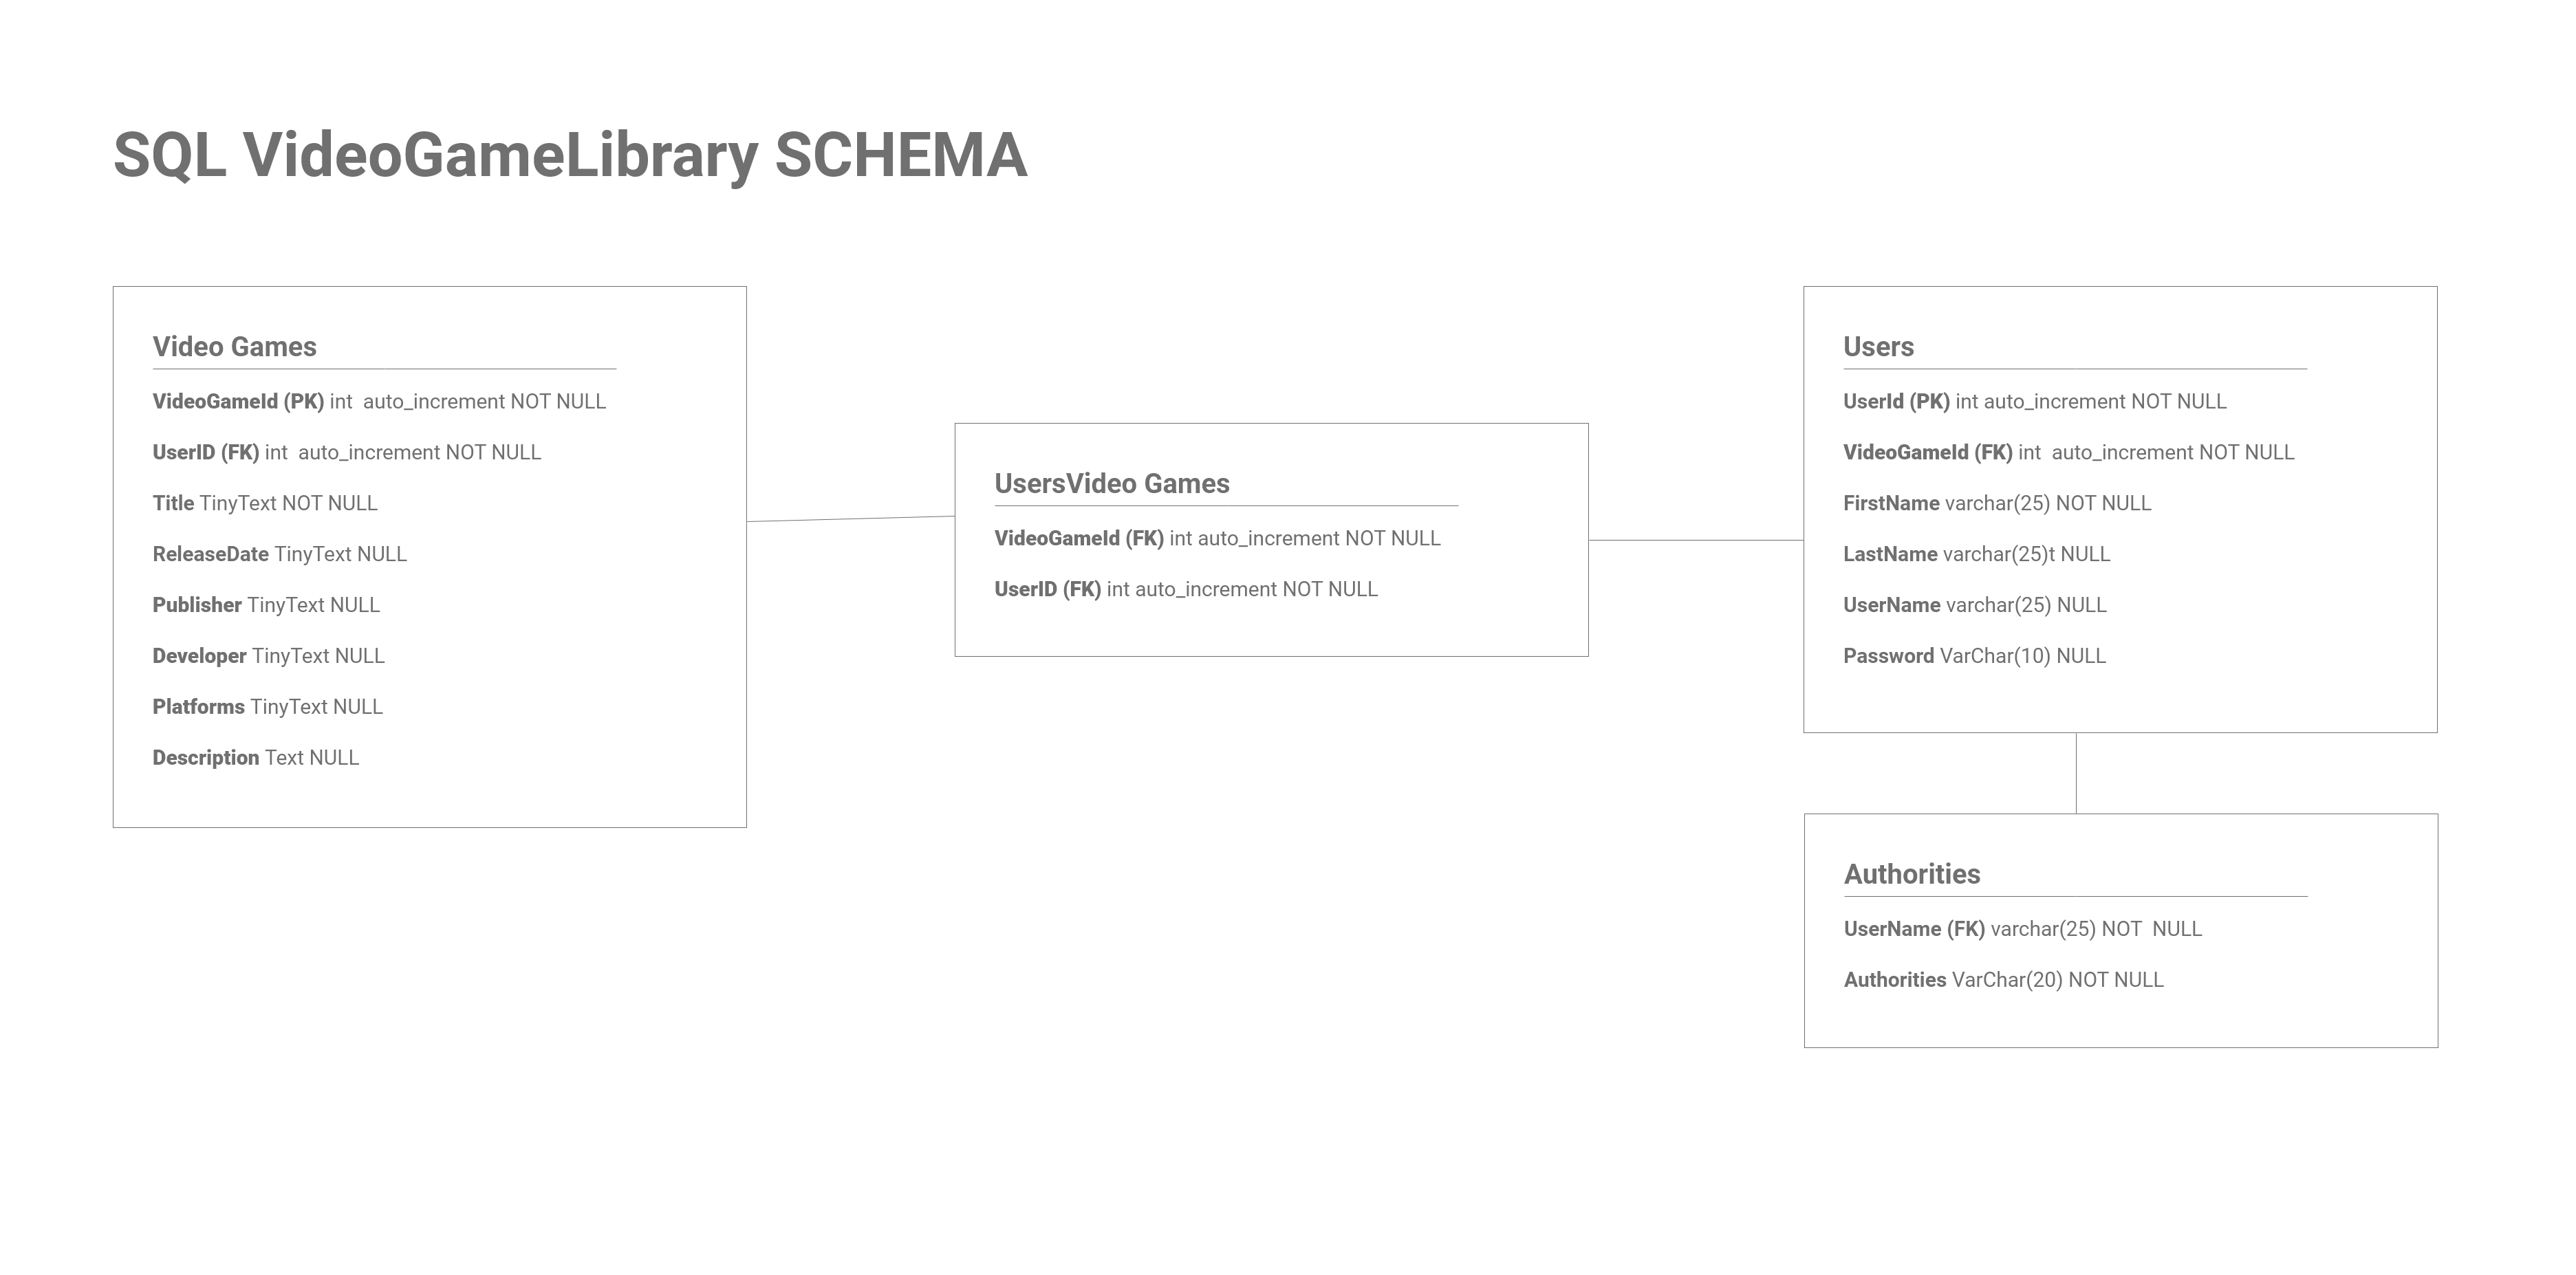 SQL VideoGameLibrary SCHEMA
Video Games
VideoGameId (PK) int  auto_increment NOT NULL
UserID (FK) int  auto_increment NOT NULL
Title TinyText NOT NULL
ReleaseDate TinyText NULL
Publisher TinyText NULL
Developer TinyText NULL
Platforms TinyText NULL
Description Text NULL
UsersVideo Games
VideoGameId (FK) int auto_increment NOT NULL
UserID (FK) int auto_increment NOT NULL
Users
UserId (PK) int auto_increment NOT NULL
VideoGameId (FK) int  auto_increment NOT NULL
FirstName varchar(25) NOT NULL
LastName varchar(25)t NULL
UserName varchar(25) NULL
Password VarChar(10) NULL
Authorities
UserName (FK) varchar(25) NOT  NULL
Authorities VarChar(20) NOT NULL